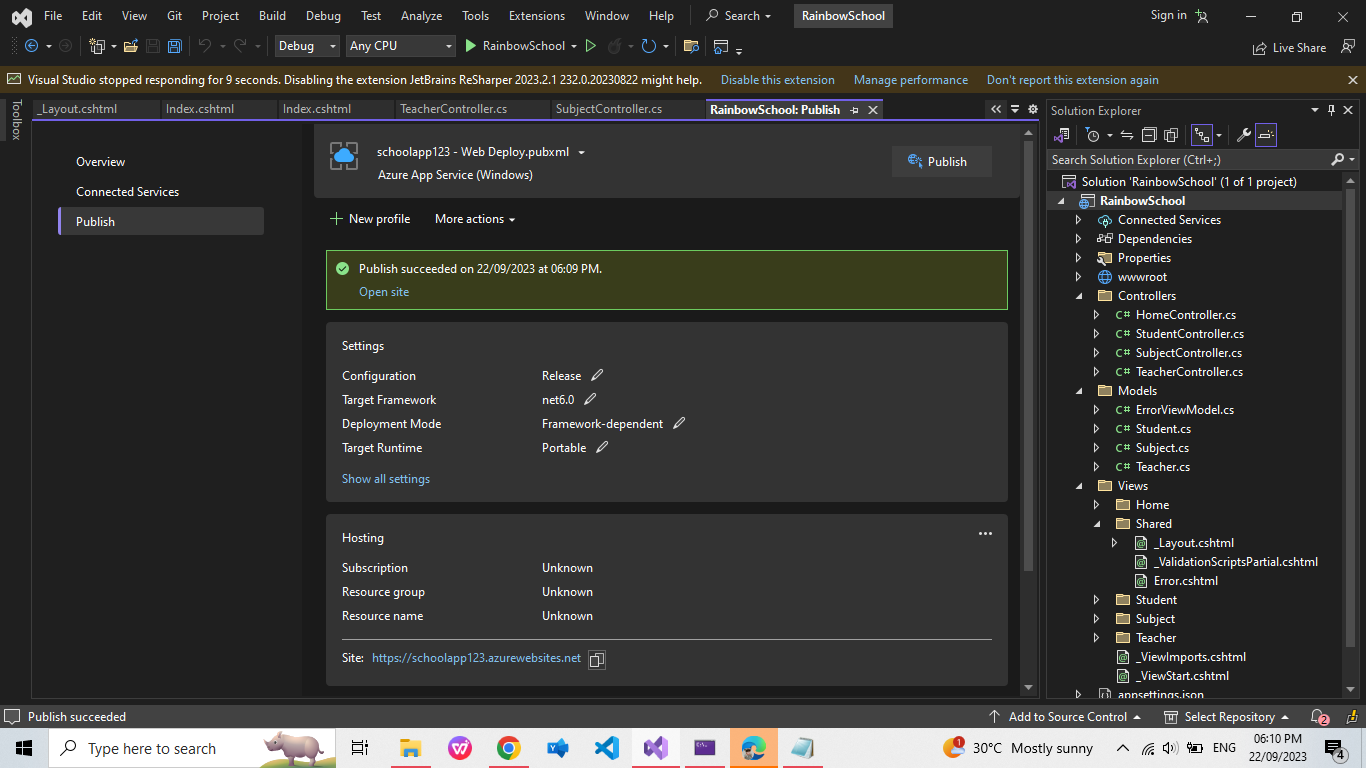 File Edit View Git Project Build Debug Test Analyze Tools Extensions Window Help Search RainbowSchool Sign in
Debug Any CPU RainbowSchool Live Share
Visual Studio stopped responding for 9 seconds. Disabling the extension JetBrains ReSharper 2023.2.1 232.0.20230822 might help. Disable this extension Manage performance Don't report this extension again
Toolbox
_Layout.cshtml Index.cshtml Index.cshtml TeacherController.cs SubjectController.cs RainbowSchool: Publish
Overview
Connected Services
Publish
schoolapp123 - Web Deploy.pubxml
Azure App Service (Windows)
Publish
New profile More actions
Publish succeeded on 22/09/2023 at 06:09 PM.
Open site
Settings
Configuration Release
Target Framework net6.0
Deployment Mode Framework-dependent
Target Runtime Portable
Show all settings
Hosting
Subscription Unknown
Resource group Unknown
Resource name Unknown
Site: https://schoolapp123.azurewebsites.net
Solution Explorer
Search Solution Explorer (Ctrl+;)
Solution 'RainbowSchool' (1 of 1 project)
RainbowSchool
Connected Services
Dependencies
Properties
wwwroot
Controllers
C# HomeController.cs
C# StudentController.cs
C# SubjectController.cs
C# TeacherController.cs
Models
C# ErrorViewModel.cs
C# Student.cs
C# Subject.cs
C# Teacher.cs
Views
Home
Shared
_Layout.cshtml
_ValidationScriptsPartial.cshtml
Error.cshtml
Student
Subject
Teacher
_ViewImports.cshtml
_ViewStart.cshtml
appsettings.json
Publish succeeded Add to Source Control Select Repository 2
Type here to search 1 30°C Mostly sunny ENG 06:10 PM
22/09/2023 4